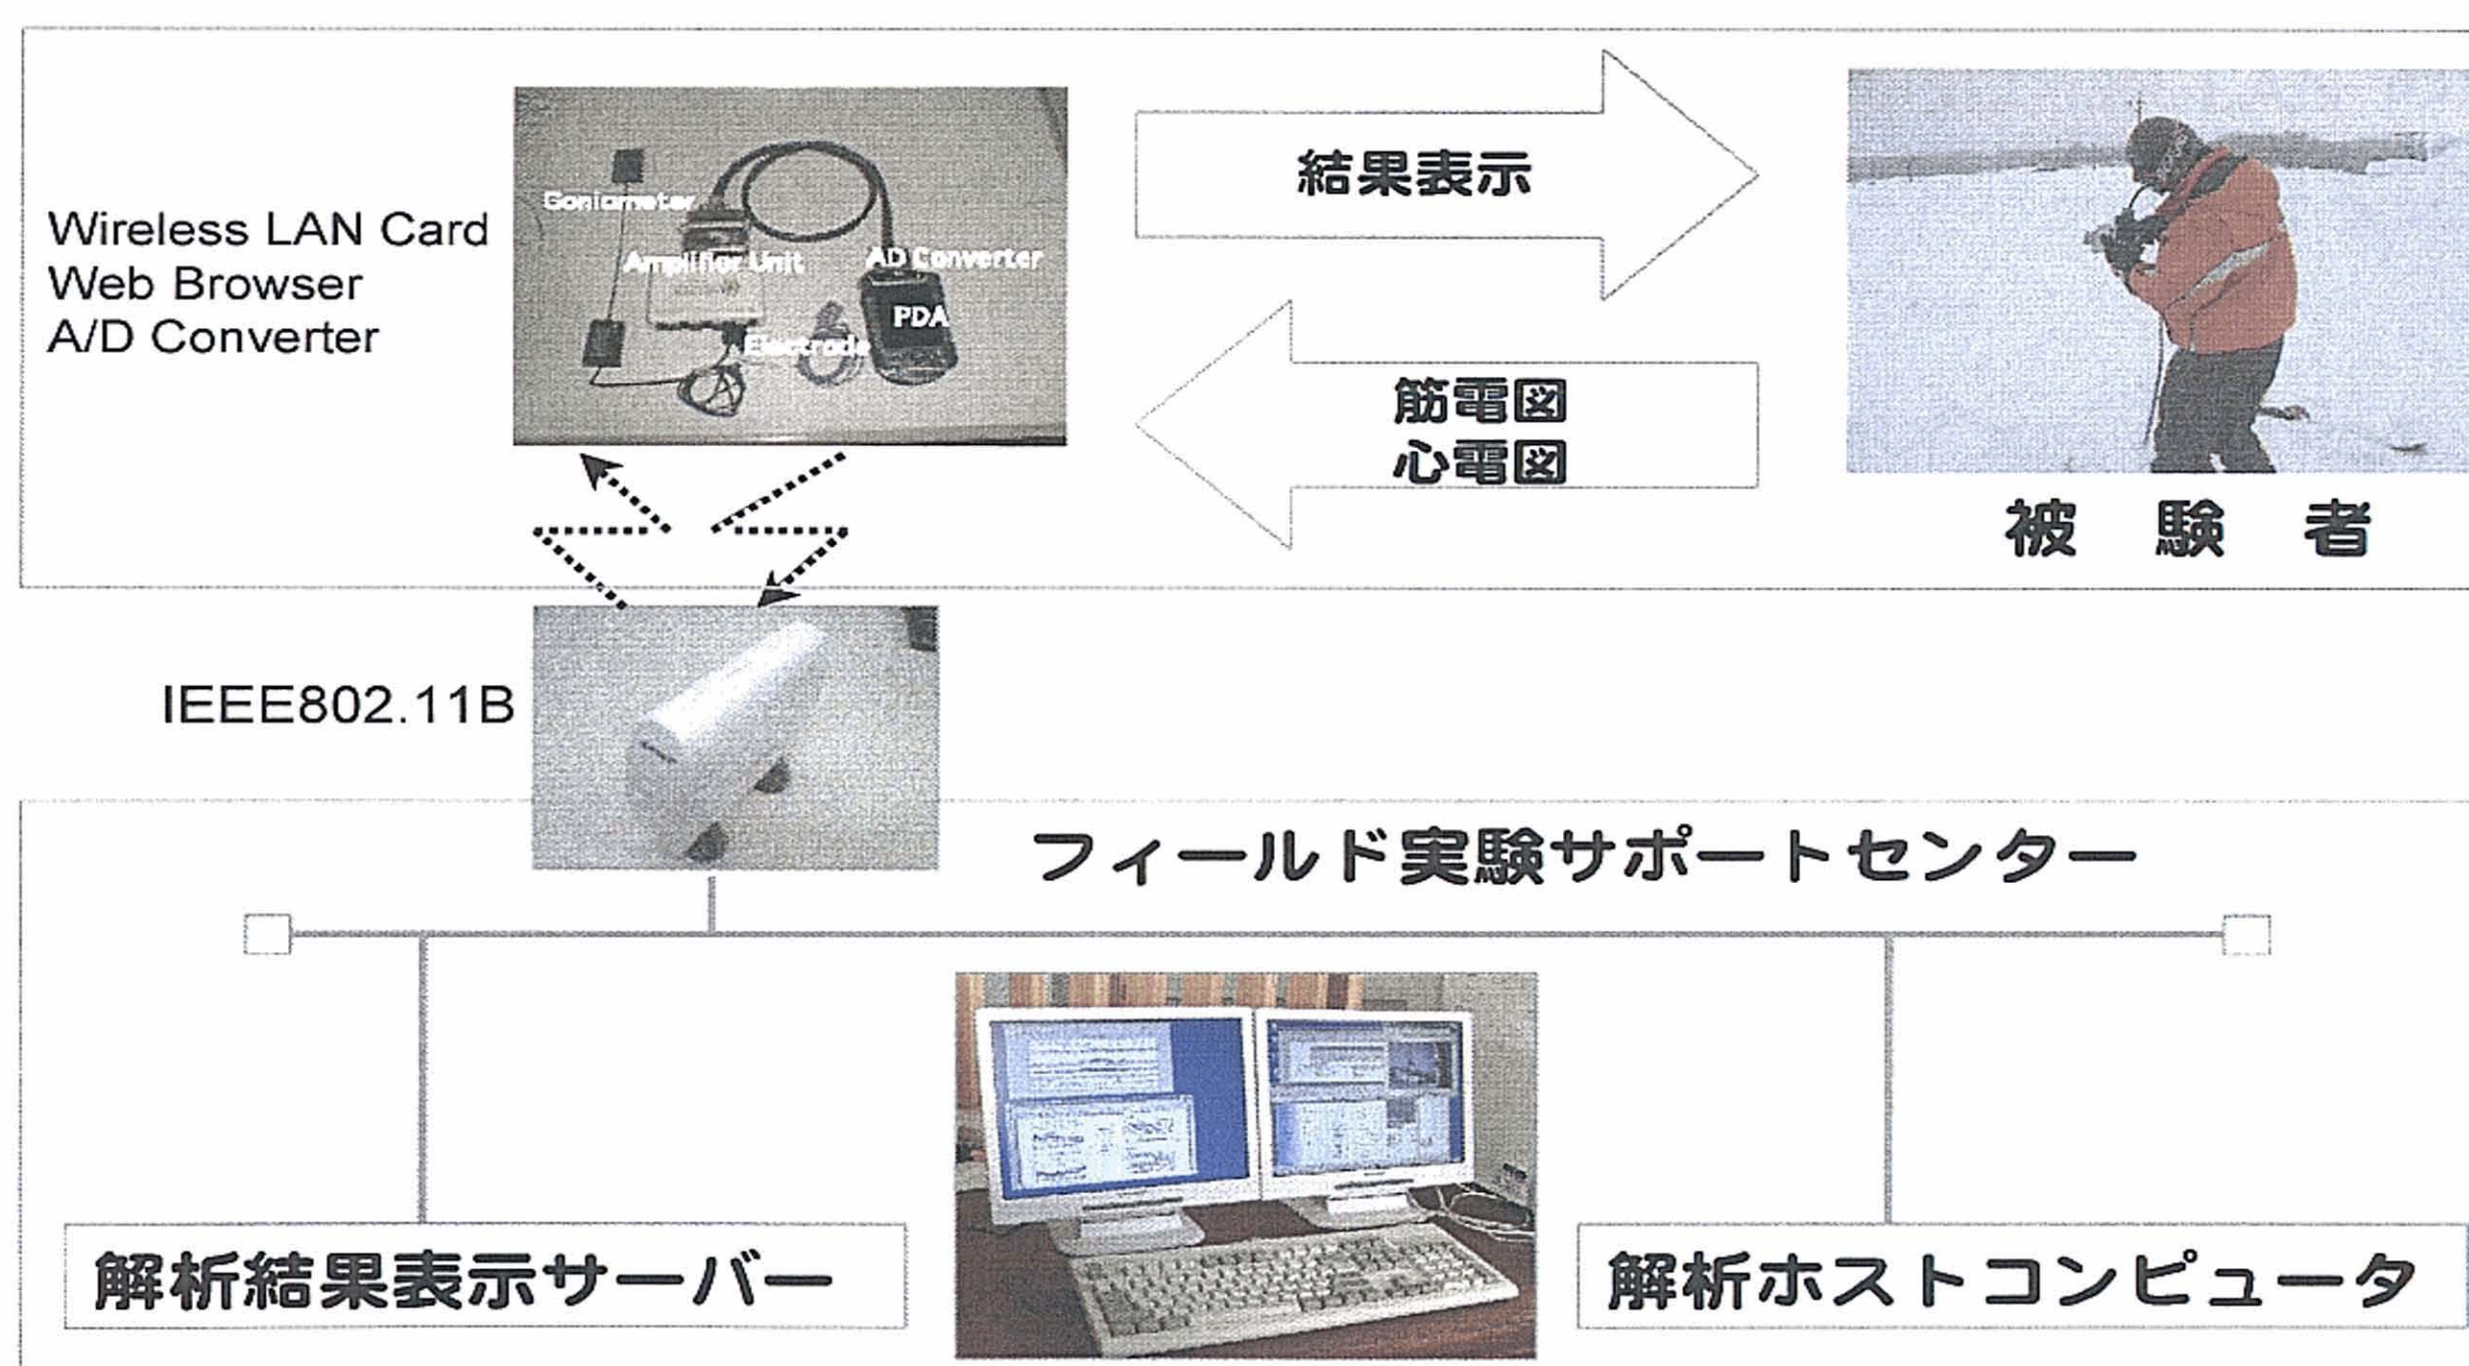 Wireless LAN Card
Web Browser
A/D Converter
Goniometer
Amplifier Unit
AD Converter
PDA
Electrode
結果表示
筋電図
心電図
被験者
IEEE802.11B
フィールド実験サポートセンター
解析結果表示サーバー
解析ホストコンピュータ